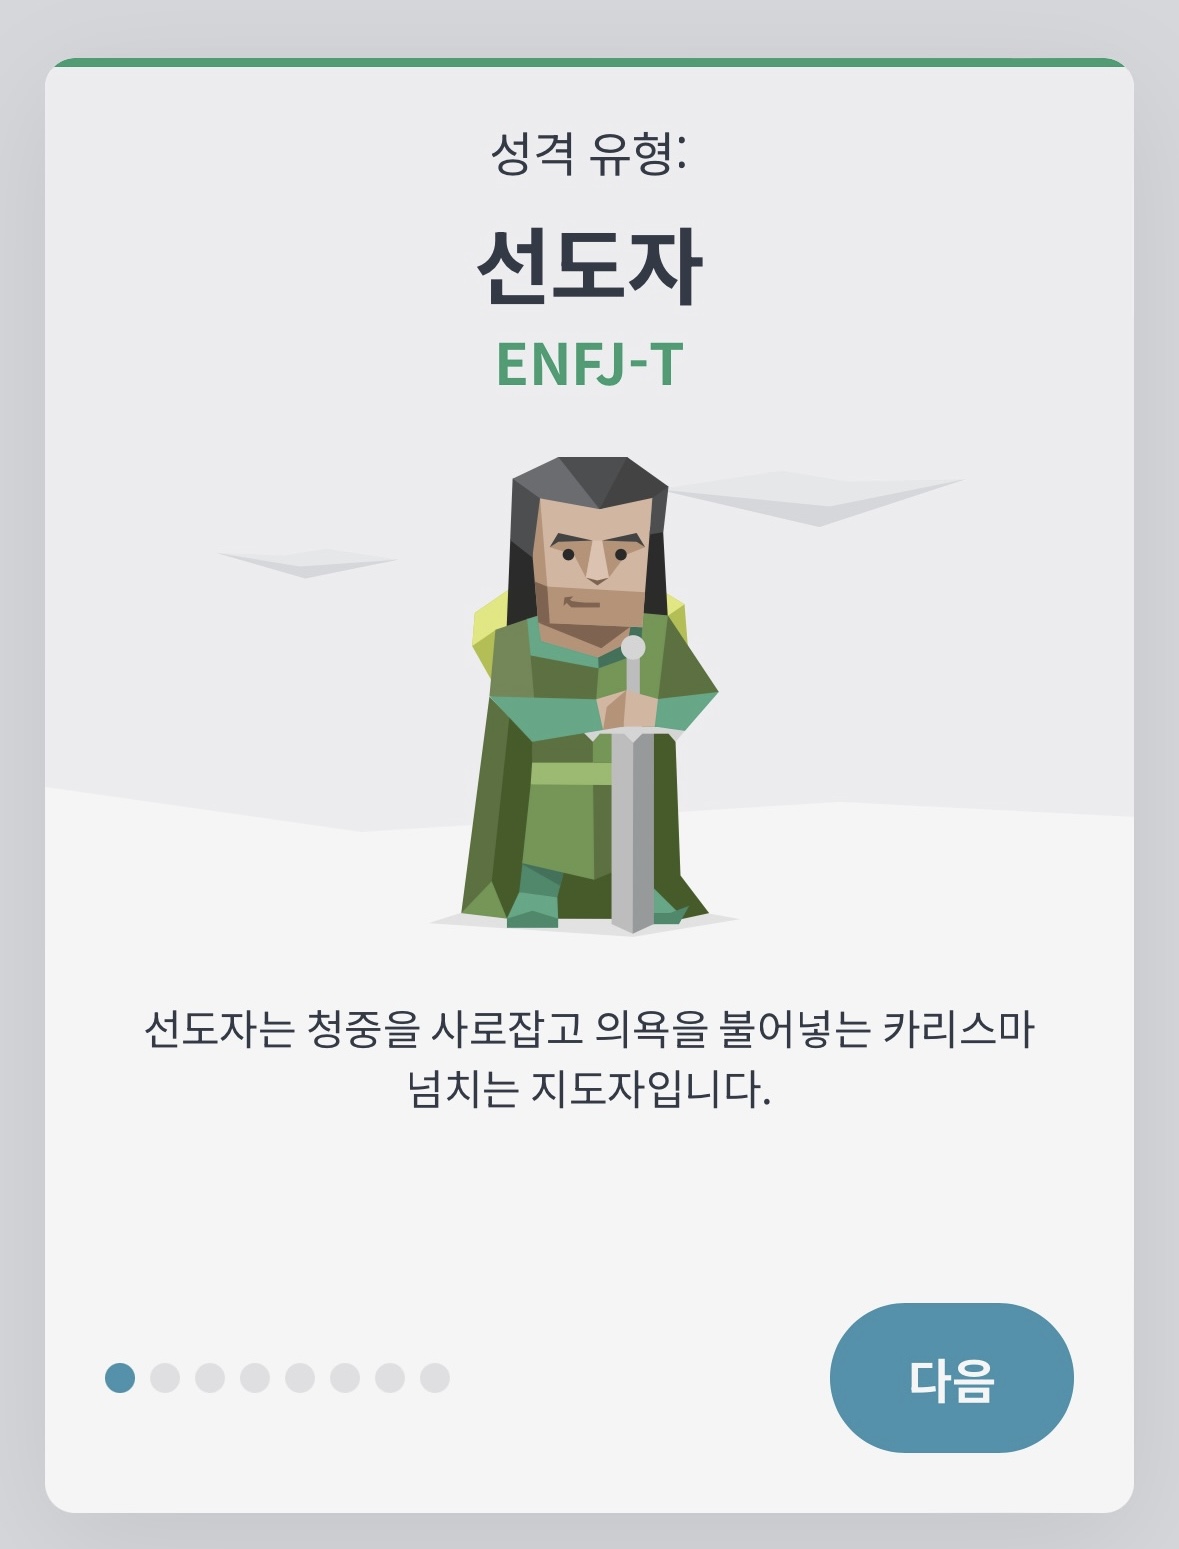 성격 유형:
선도자
ENFJ-T
선도자는 청중을 사로잡고 의욕을 불어넣는 카리스마
넘치는 지도자입니다.
다음